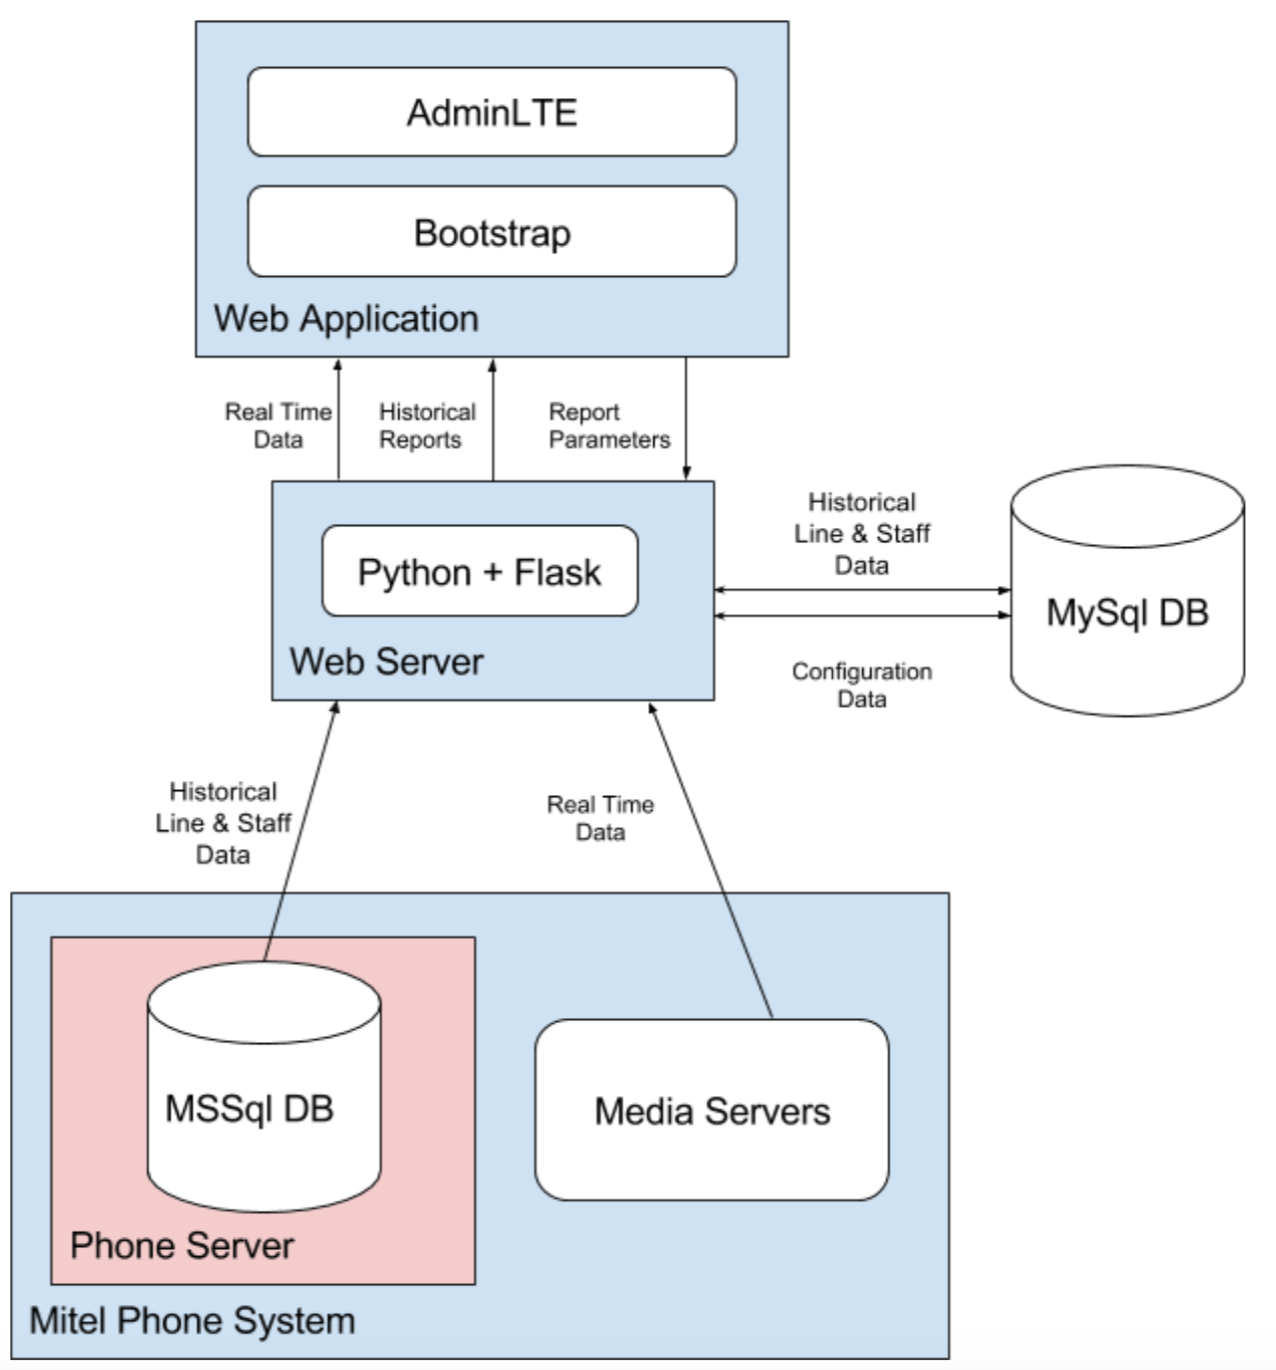 AdminLTE
Bootstrap
Web Application
Real Time
Data
Historical
Reports
Report
Parameters
Python + Flask
Web Server
Historical
Line & Staff
Data
MySql DB
Configuration
Data
Historical
Line & Staff
Data
Real Time
Data
MSSql DB
Media Servers
Phone Server
Mitel Phone System